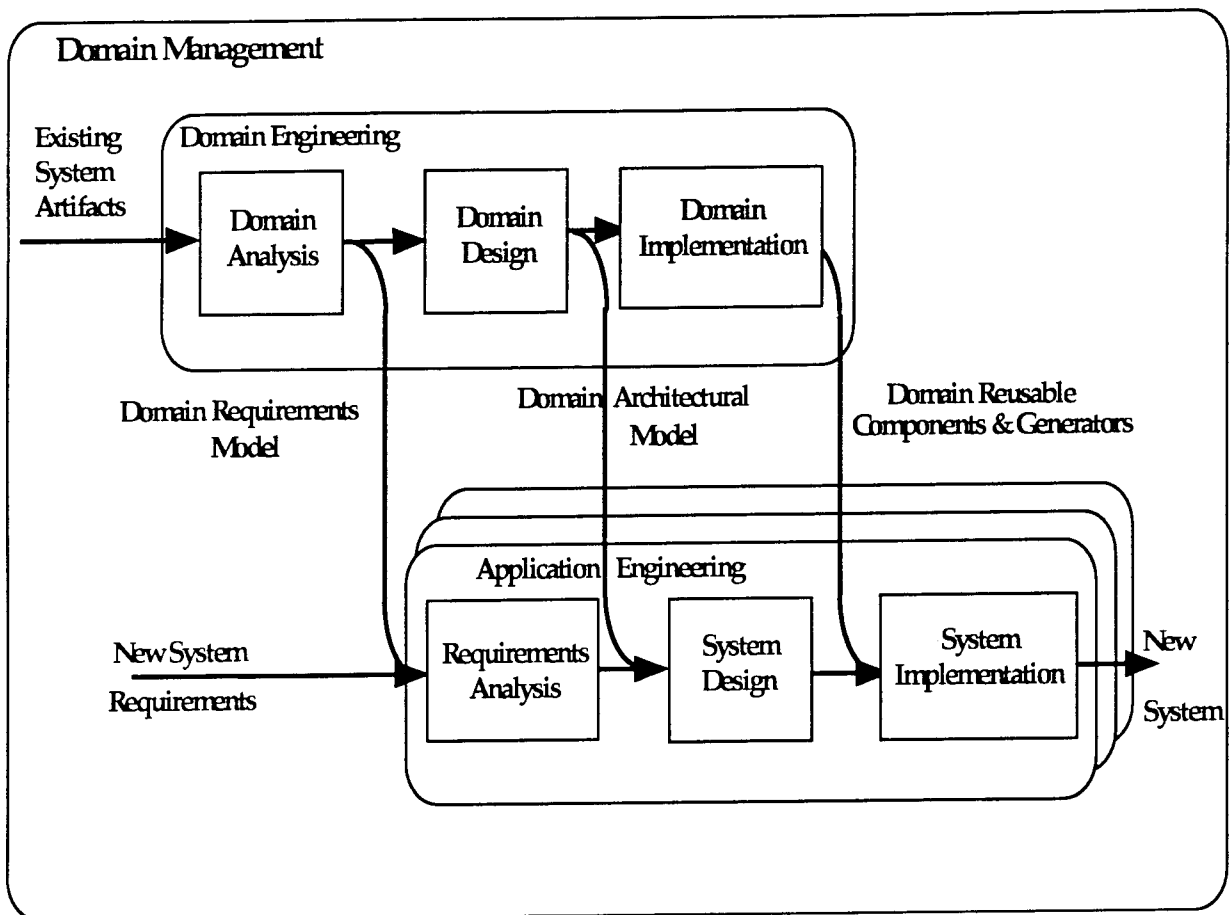 Domain Management
Existing
System
Artifacts
Domain Engineering
Domain
Analysis
Domain
Design
Domain
Implementation
Domain Requirements
Model
Domain Architectural
Model
Domain Reusable
Components & Generators
Application Engineering
New System
Requirements
Requirements
Analysis
System
Design
System
Implementation
New
System